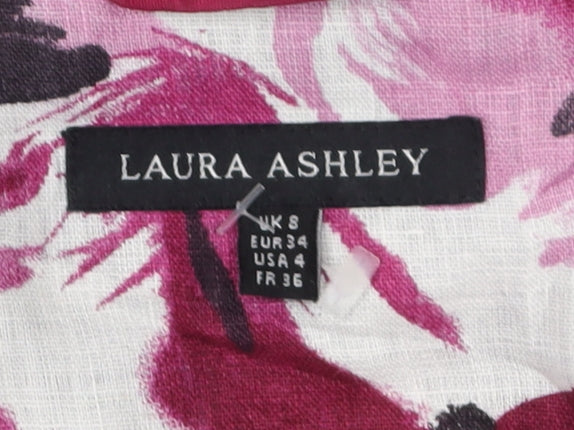 LAURA ASHLEY
UK 8
EUR 34
USA 4
FR 36